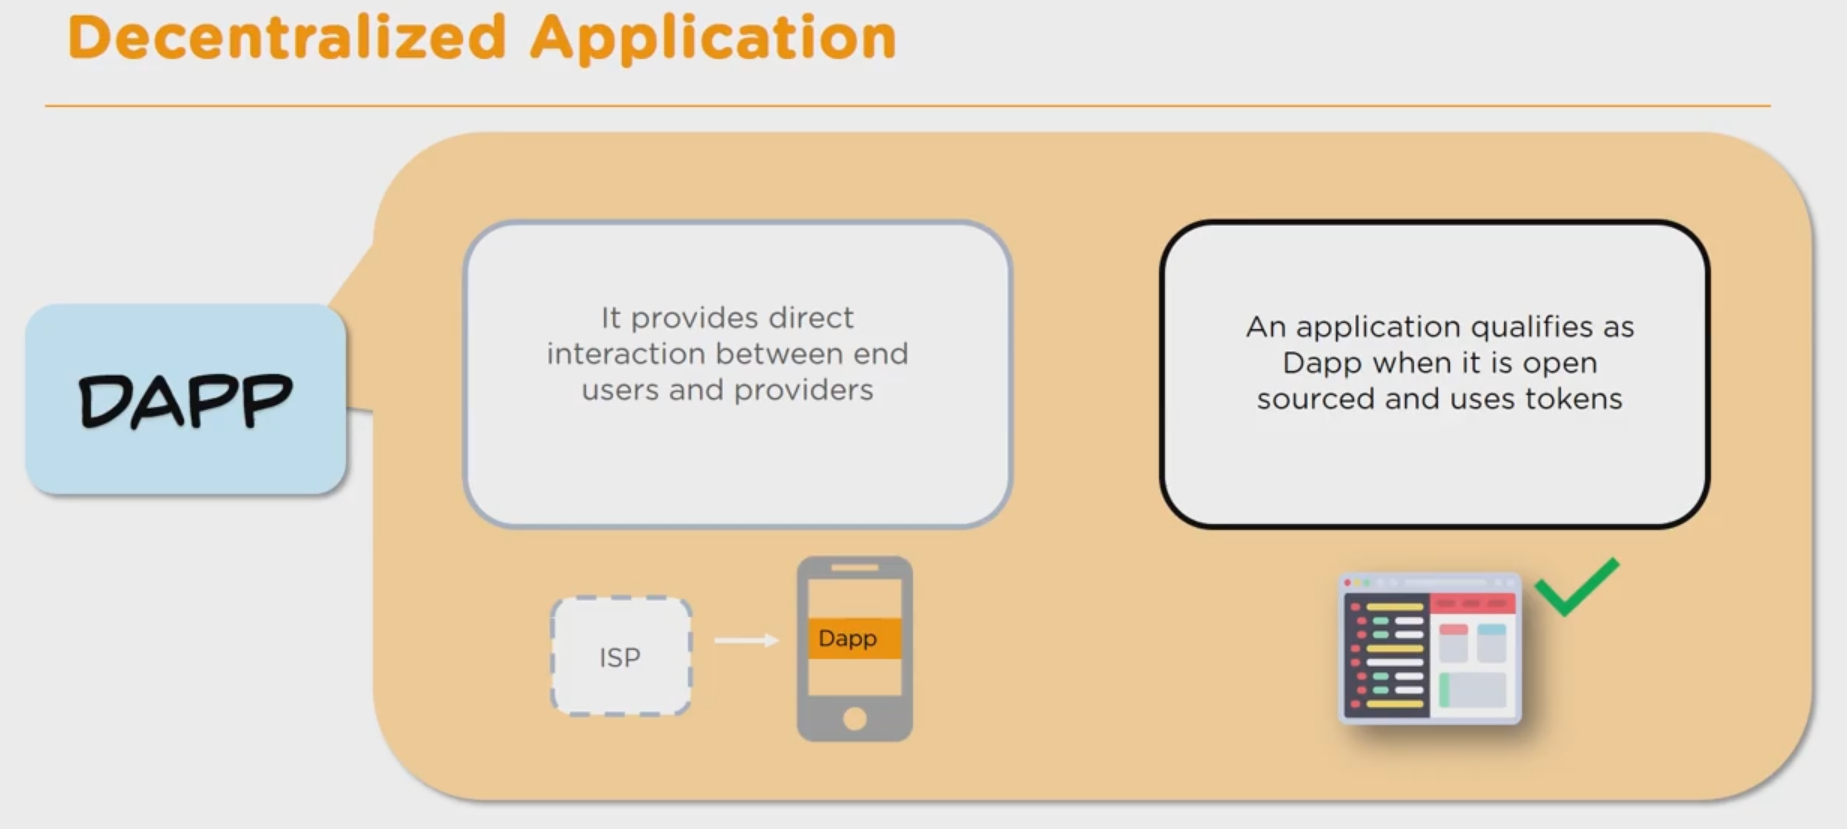 Decentralized Application
DAPP
It provides direct
interaction between end
users and providers
An application qualifies as
Dapp when it is open
sourced and uses tokens
ISP
Dapp